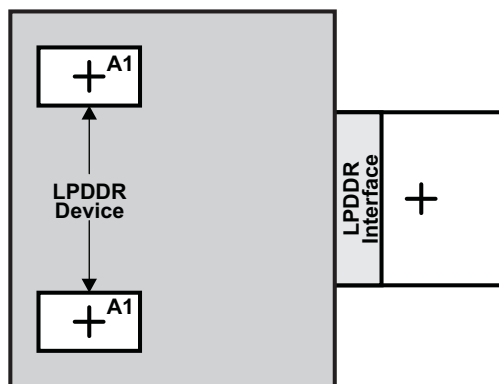 A1
LPDDR
Device
LPDDR
Interface
A1